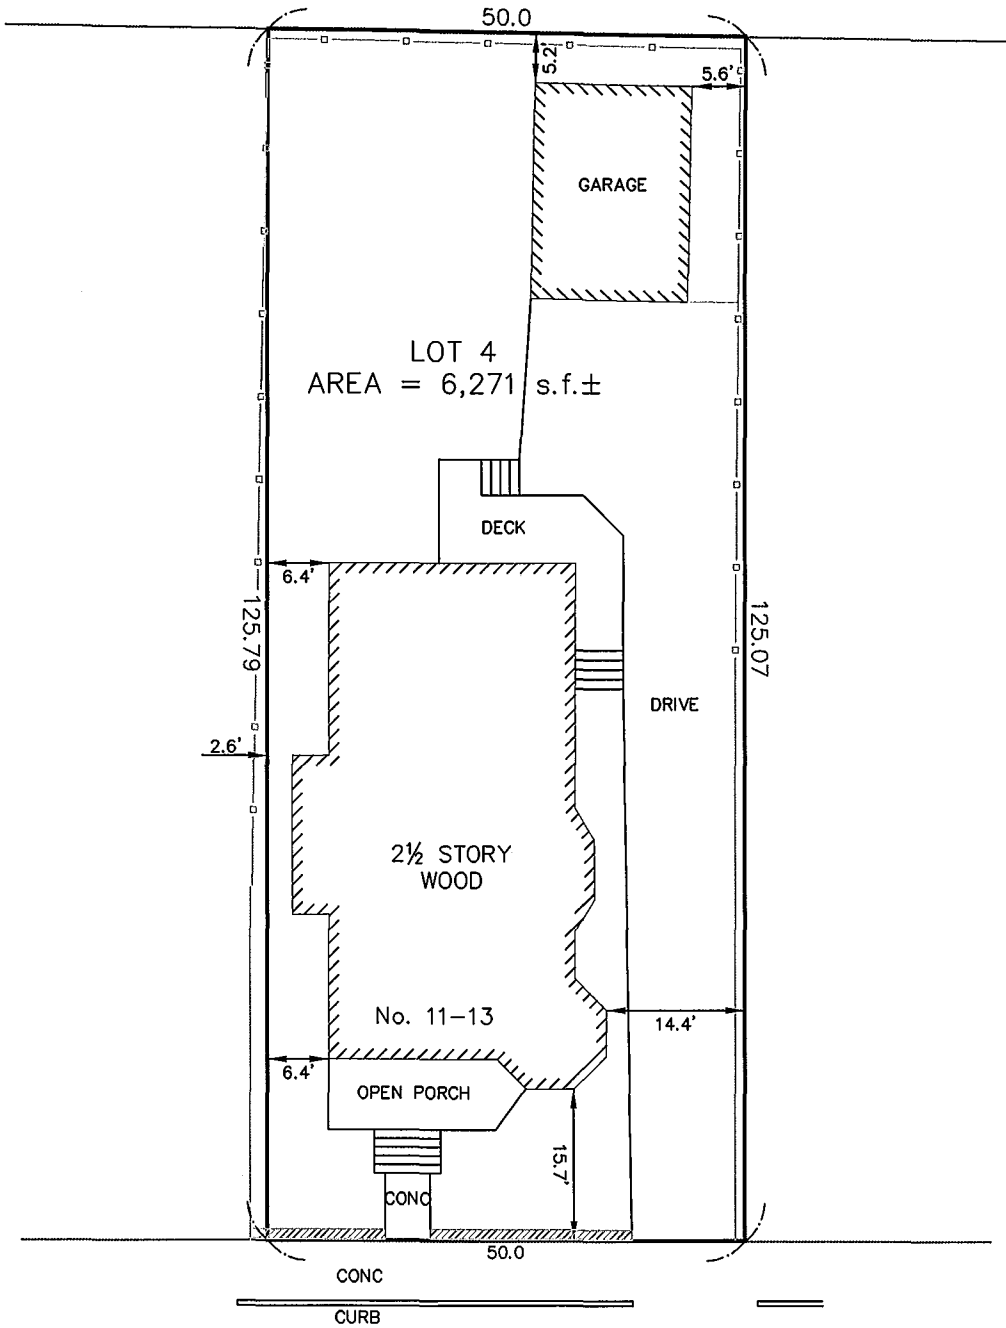 50.0
5.2'
5.6'
GARAGE
LOT 4
AREA = 6,271 s.f.±
DECK
6.4'
125.79
125.07
DRIVE
2.6'
2½ STORY
WOOD
No. 11-13
14.4'
6.4'
OPEN PORCH
15.7'
CONC
50.0
CONC
CURB